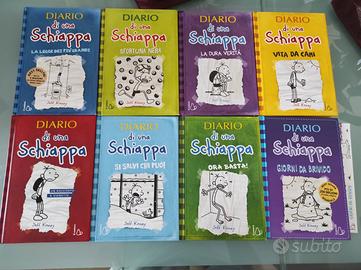 DIARIO
di una
Schiappa
LA LEGGE DEI PIÙ GRANDI
Jeff Kinney
DIARIO
di una
Schiappa
SFORTUNA NERA
Jeff Kinney
DIARIO
di una
Schiappa
LA DURA VERITÀ
Jeff Kinney
DIARIO
di una
Schiappa
VITA DA CANI
Jeff Kinney
DIARIO
di una
Schiappa
Jeff Kinney
DIARIO
di una
Schiappa
SI SALVI CHI PUÒ!
Jeff Kinney
DIARIO
di una
Schiappa
ORA BASTA!
Jeff Kinney
DIARIO
di una
Schiappa
GIORNI DA BRIVIDO
Jeff Kinney
subito